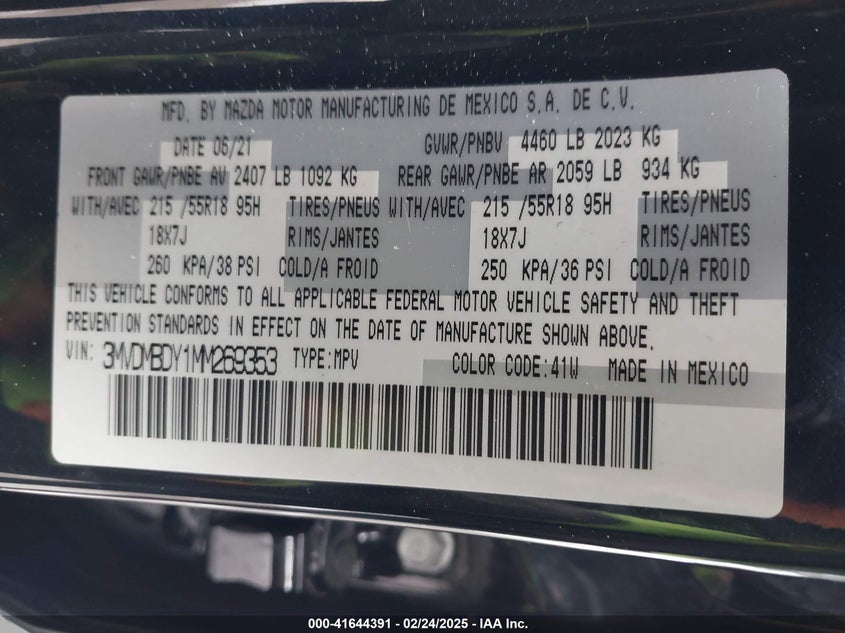 MFD. BY MAZDA MOTOR MANUFACTURING DE MEXICO S.A. DE C.V.
DATE 06/21 GVWR/PNBV 4460 LB 2023 KG
FRONT GAWR/PNBE AV 2407 LB 1092 KG REAR GAWR/PNBE AR 2059 LB 934 KG
WITH/AVEC 215 /55R18 95H TIRES/PNEUS WITH/AVEC 215 /55R18 95H TIRES/PNEUS
18X7J RIMS/JANTES 18X7J RIMS/JANTES
260 KPA/38 PSI COLD/A FROID 250 KPA/36 PSI COLD/A FROID
THIS VEHICLE CONFORMS TO ALL APPLICABLE FEDERAL MOTOR VEHICLE SAFETY AND THEFT
PREVENTION STANDARDS IN EFFECT ON THE DATE OF MANUFACTURE SHOWN ABOVE.
VIN: 3MVDMBDY1MM269353 TYPE:MPV COLOR CODE:41W MADE IN MEXICO
000-41644391 - 02/24/2025 - IAA Inc.